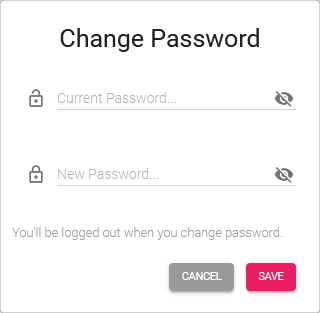 Change Password
Current Password...
New Password...
You'll be logged out when you change password.
CANCEL SAVE